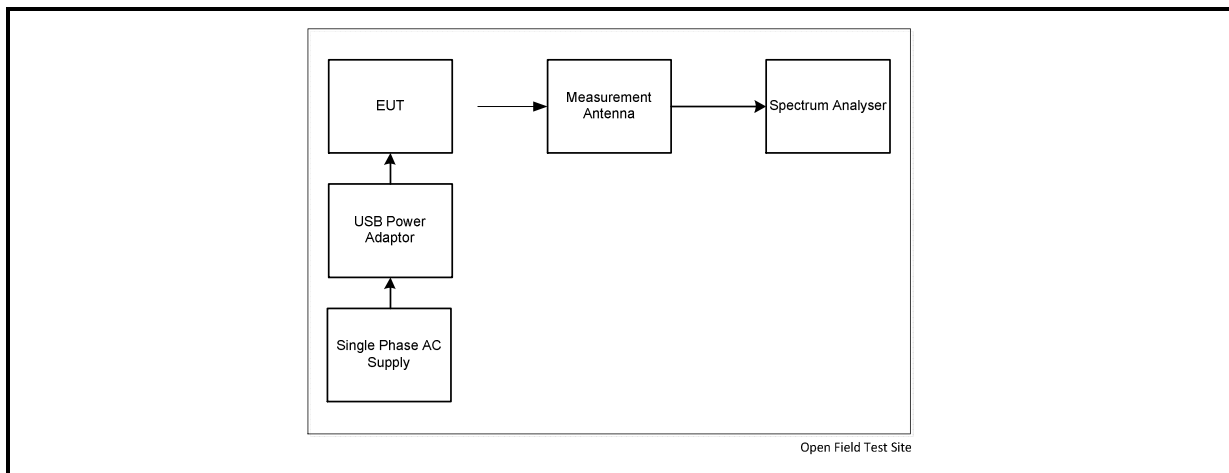 EUT
Measurement
Antenna
Spectrum Analyser
USB Power
Adaptor
Single Phase AC
Supply
Open Field Test Site